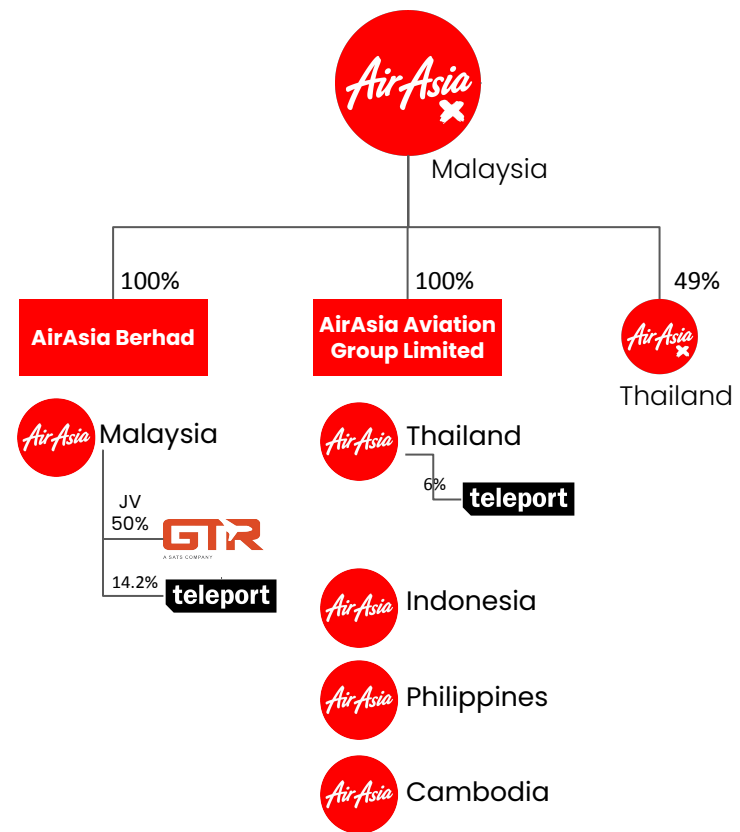 AirAsia
X
Malaysia
100%
100%
49%
AirAsia Berhad
AirAsia Aviation
Group Limited
AirAsia
X
Thailand
AirAsia
Malaysia
JV
50%
GTR
A SATS COMPANY
14.2%
teleport
AirAsia
Thailand
6%
teleport
AirAsia
Indonesia
AirAsia
Philippines
AirAsia
Cambodia